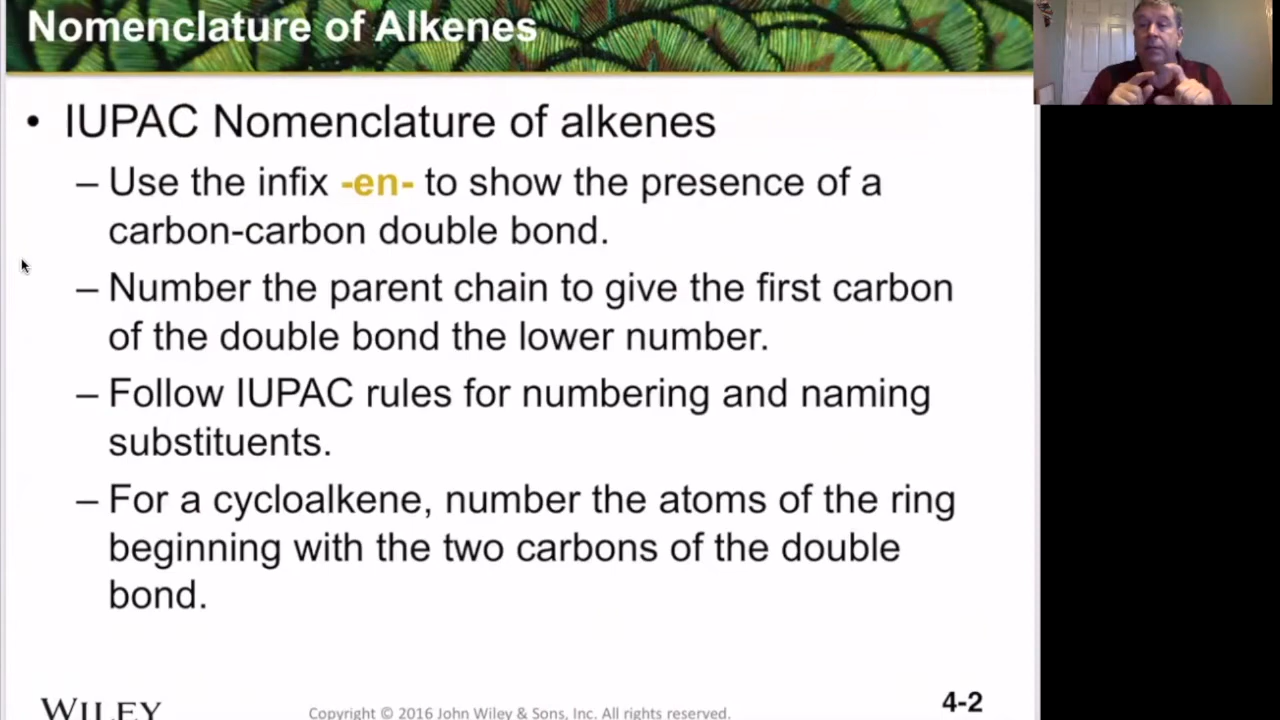 Nomenclature of Alkenes
• IUPAC Nomenclature of alkenes
– Use the infix -en- to show the presence of a
carbon-carbon double bond.
– Number the parent chain to give the first carbon
of the double bond the lower number.
– Follow IUPAC rules for numbering and naming
substituents.
– For a cycloalkene, number the atoms of the ring
beginning with the two carbons of the double
bond.
WILEY
Copyright © 2016 John Wiley & Sons, Inc. All rights reserved.
4-2